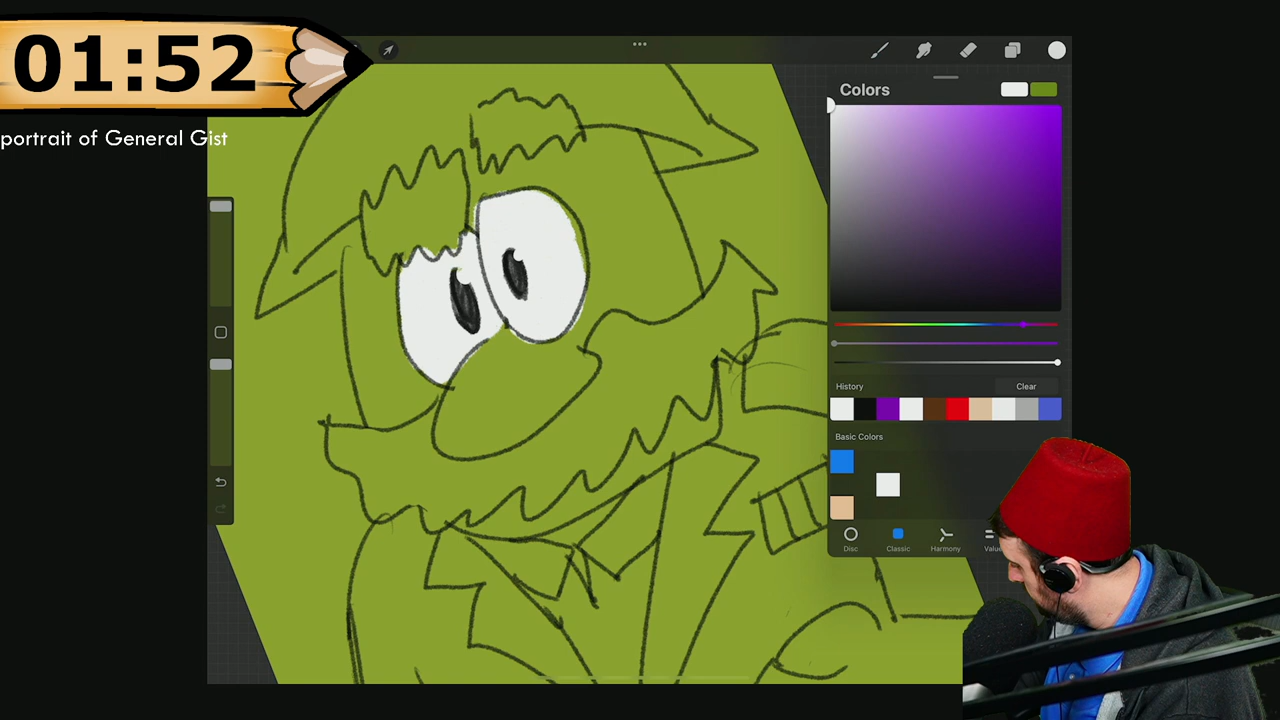 01:52
portrait of General Gist
Colors
History
Clear
Basic Colors
Disc
Classic
Harmony